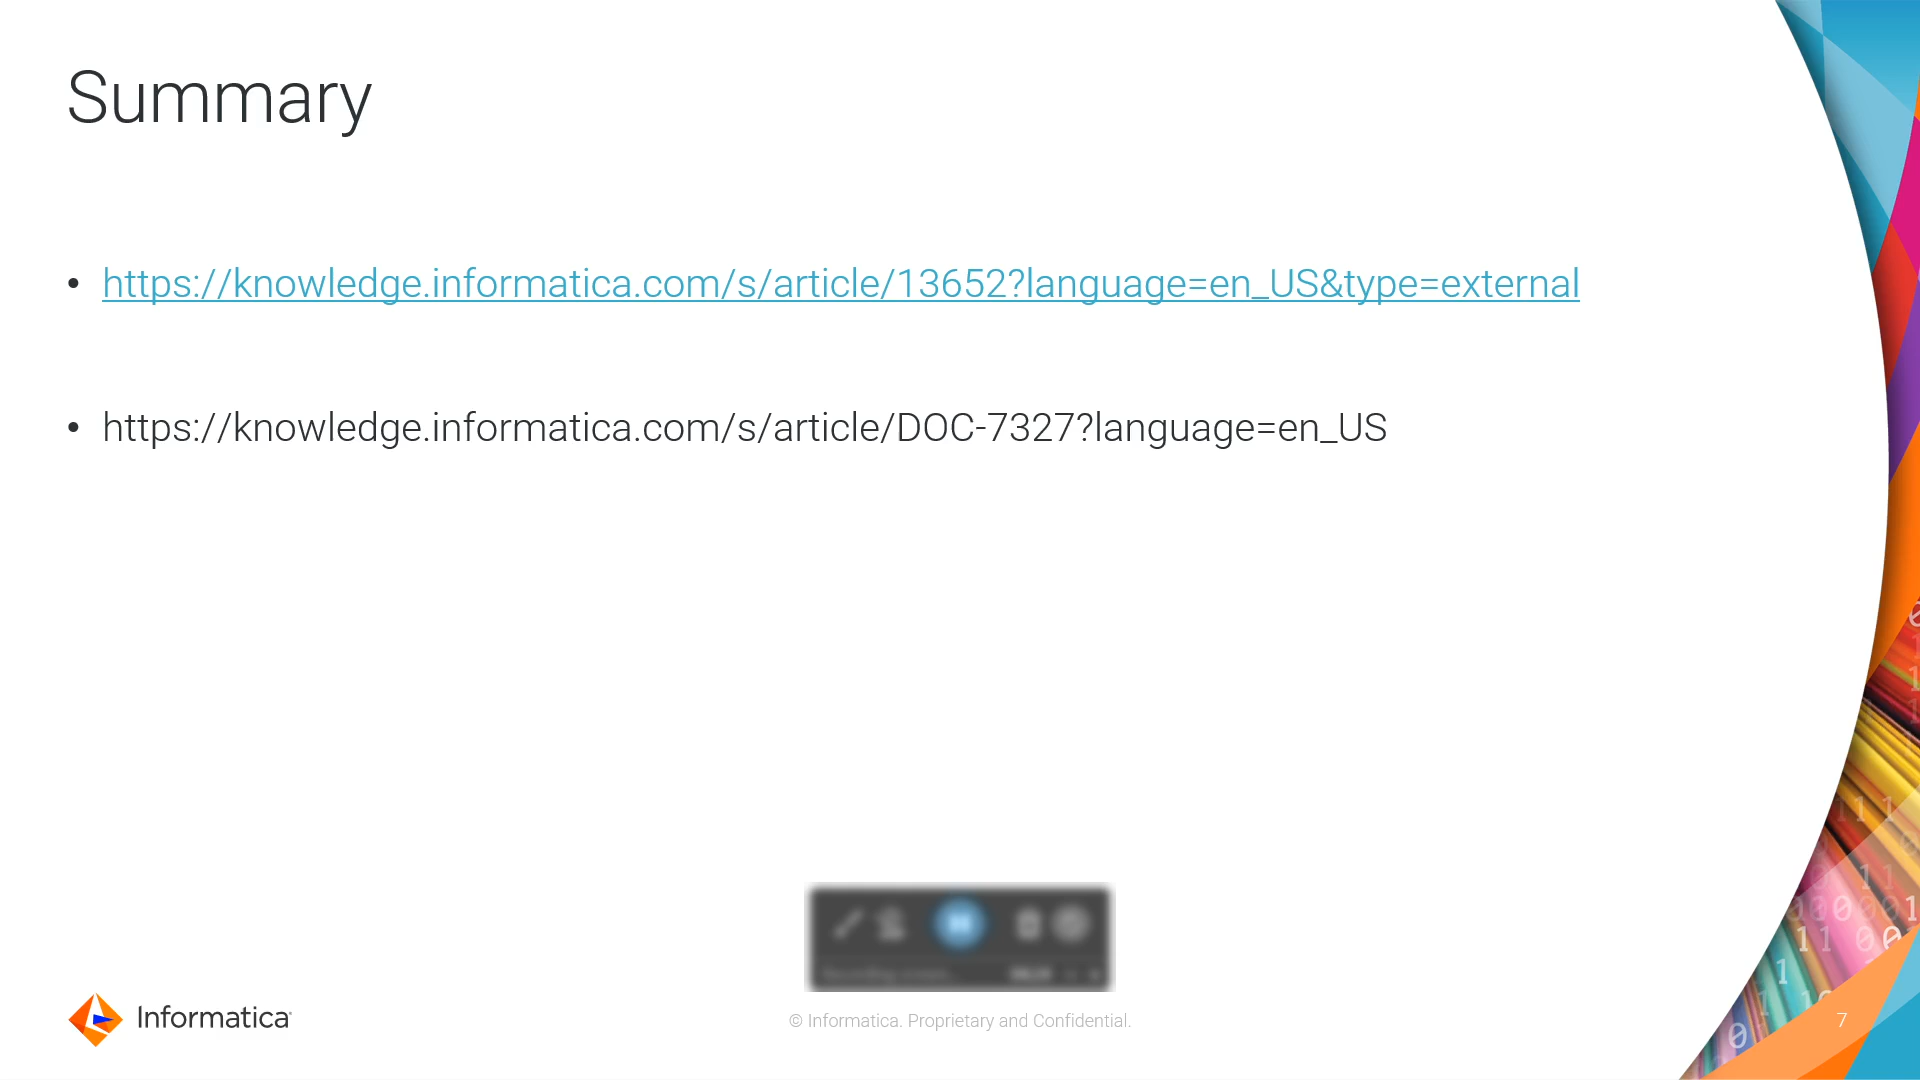 Summary
• https://knowledge.informatica.com/s/article/13652?language=en_US&type=external
• https://knowledge.informatica.com/s/article/DOC-7327?language=en_US
Informatica
© Informatica. Proprietary and Confidential.
7